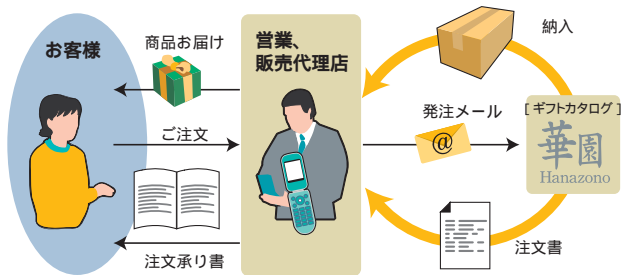 お客様
商品お届け
ご注文
注文承り書
営業、
販売代理店
納入
発注メール
@
[ ギフトカタログ ]
華園
Hanazono
注文書